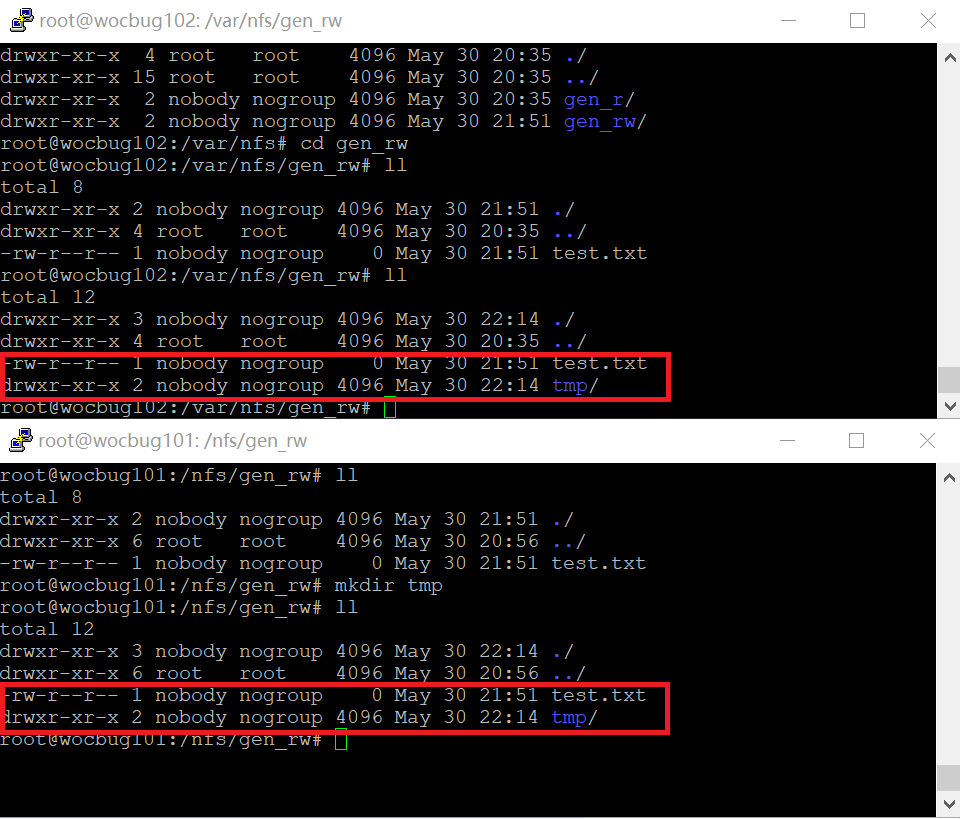 root@wocbug102: /var/nfs/gen_rw
drwxr-xr-x  4 root   root    4096 May 30 20:35 ./
drwxr-xr-x 15 root   root    4096 May 30 20:35 ../
drwxr-xr-x  2 nobody nogroup 4096 May 30 20:35 gen_r/
drwxr-xr-x  2 nobody nogroup 4096 May 30 21:51 gen_rw/
root@wocbug102:/var/nfs# cd gen_rw
root@wocbug102:/var/nfs/gen_rw# ll
total 8
drwxr-xr-x 2 nobody nogroup 4096 May 30 21:51 ./
drwxr-xr-x 4 root   root    4096 May 30 20:35 ../
-rw-r--r-- 1 nobody nogroup    0 May 30 21:51 test.txt
root@wocbug102:/var/nfs/gen_rw# ll
total 12
drwxr-xr-x 3 nobody nogroup 4096 May 30 22:14 ./
drwxr-xr-x 4 root   root    4096 May 30 20:35 ../
-rw-r--r-- 1 nobody nogroup    0 May 30 21:51 test.txt
drwxr-xr-x 2 nobody nogroup 4096 May 30 22:14 tmp/
root@wocbug102:/var/nfs/gen_rw#
root@wocbug101: /nfs/gen_rw
root@wocbug101:/nfs/gen_rw# ll
total 8
drwxr-xr-x 2 nobody nogroup 4096 May 30 21:51 ./
drwxr-xr-x 6 root   root    4096 May 30 20:56 ../
-rw-r--r-- 1 nobody nogroup    0 May 30 21:51 test.txt
root@wocbug101:/nfs/gen_rw# mkdir tmp
root@wocbug101:/nfs/gen_rw# ll
total 12
drwxr-xr-x 3 nobody nogroup 4096 May 30 22:14 ./
drwxr-xr-x 6 root   root    4096 May 30 20:56 ../
-rw-r--r-- 1 nobody nogroup    0 May 30 21:51 test.txt
drwxr-xr-x 2 nobody nogroup 4096 May 30 22:14 tmp/
root@wocbug101:/nfs/gen_rw#